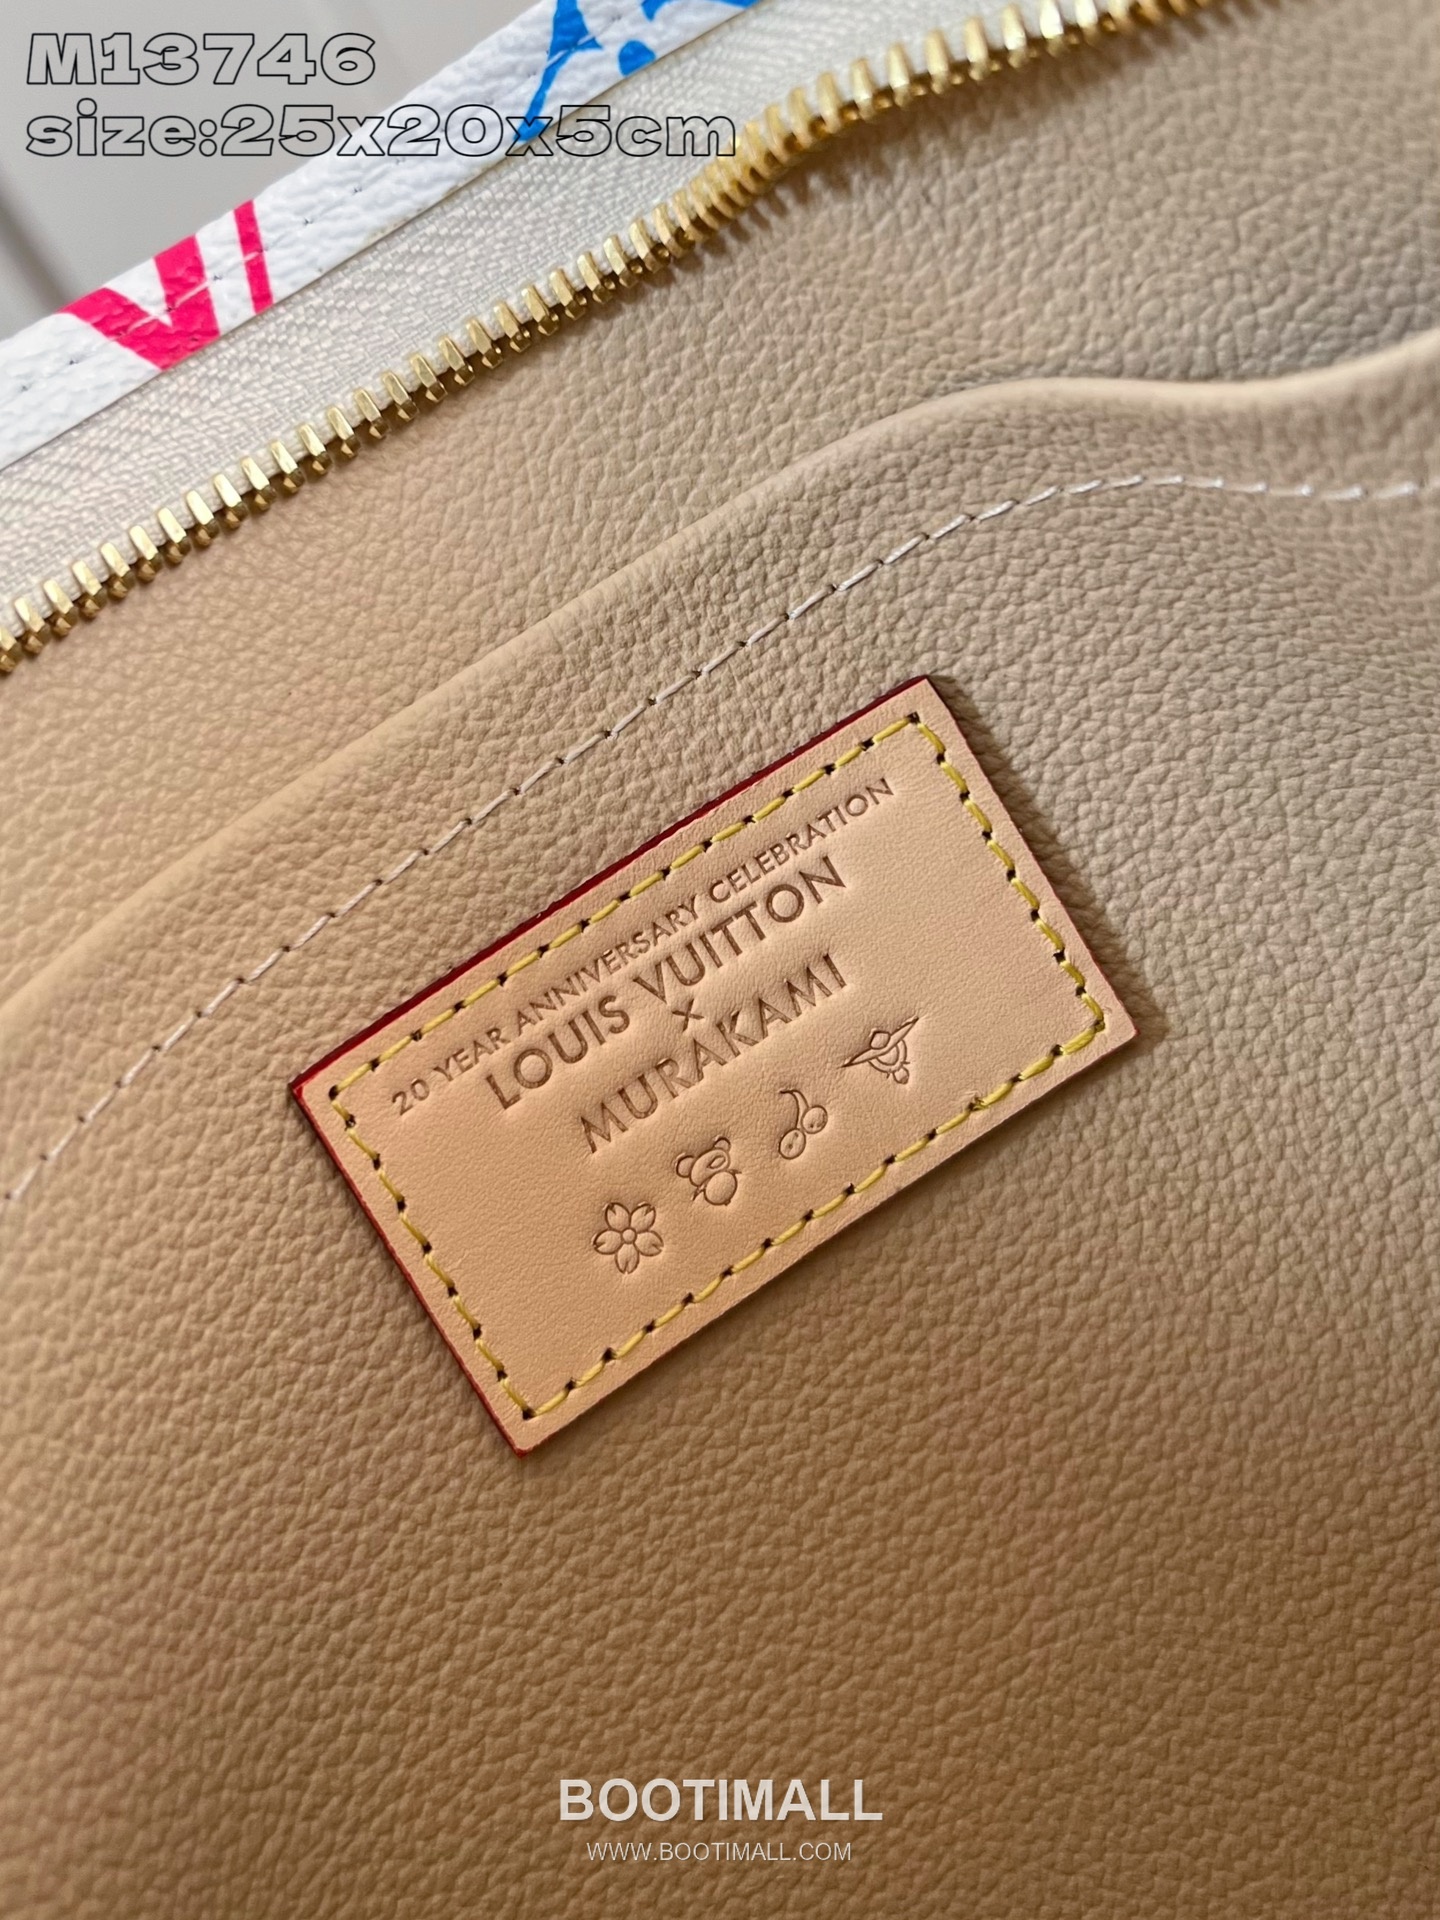 M13746
size:25x20x5cm
20 YEAR ANNIVERSARY CELEBRATION
LOUIS VUITTON
×
MURAKAMI
BOOTIMALL
WWW.BOOTIMALL.COM